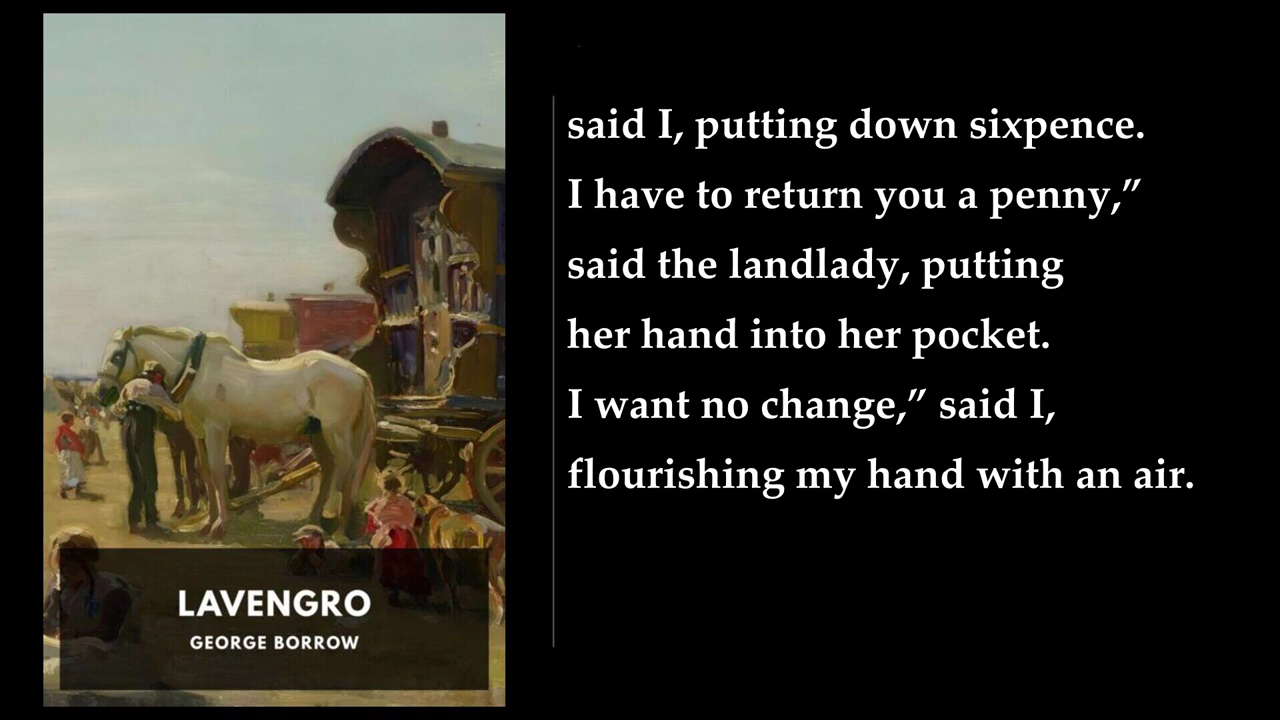 said I, putting down sixpence.
I have to return you a penny,”
said the landlady, putting
her hand into her pocket.
I want no change,” said I,
flourishing my hand with an air.
LAVENGRO
GEORGE BORROW